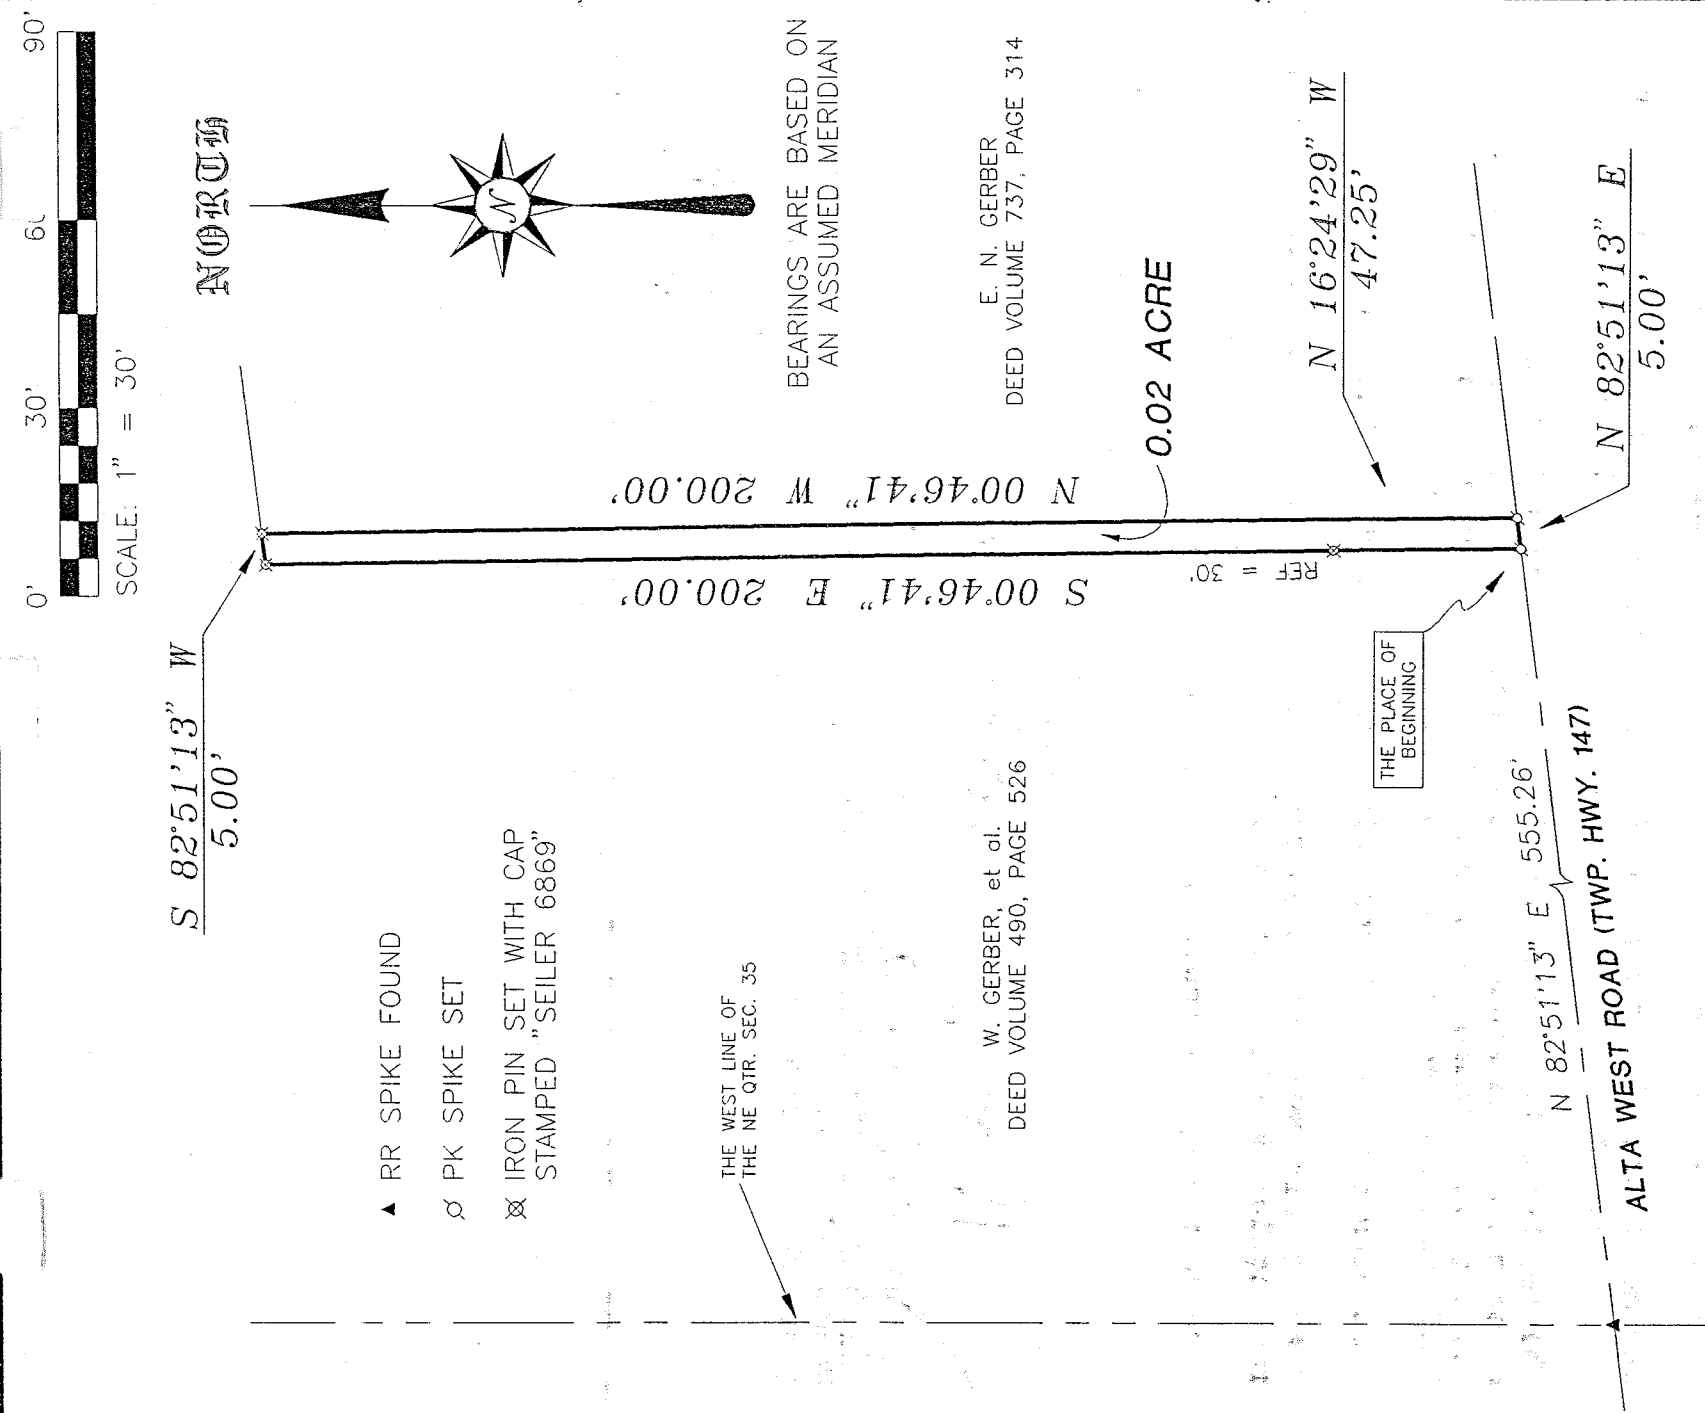 0' 30' 60' 90'
SCALE: 1" = 30'
NORTH
N
BEARINGS ARE BASED ON
AN ASSUMED MERIDIAN
S 82°51'13" W
5.00'
▲ RR SPIKE FOUND
PK SPIKE SET
IRON PIN SET WITH CAP
STAMPED "SEILER 6869"
N 00°46'41" W 200.00'
S 00°46'41" E 200.00'
REF = 30'
E. N. GERBER
DEED VOLUME 737, PAGE 314
0.02 ACRE
THE WEST LINE OF
THE NE QTR. SEC. 35
W. GERBER, et al.
DEED VOLUME 490, PAGE 526
N 16°24'29" W
47.25'
THE PLACE OF
BEGINNING
N 82°51'13" E
5.00'
N 82°51'13" E 555.26'
ALTA WEST ROAD (TWP. HWY. 147)